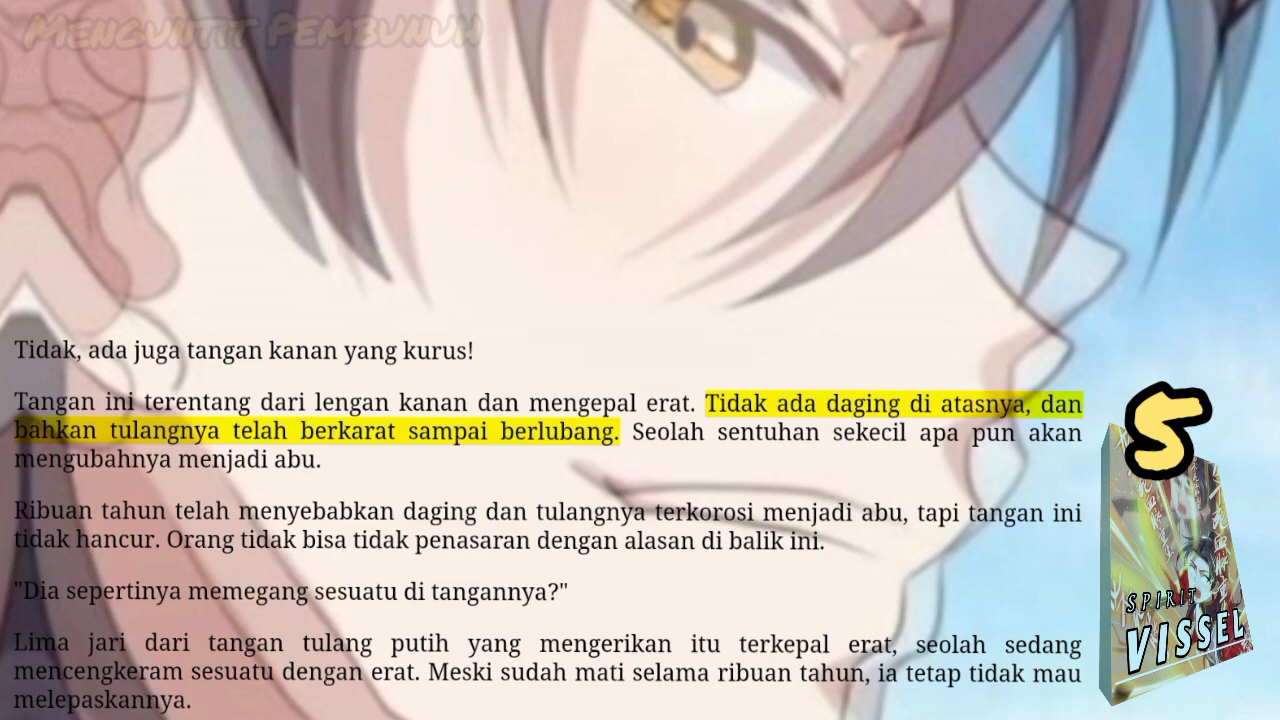 Menguntit Pembunuh
Tidak, ada juga tangan kanan yang kurus!
Tangan ini terentang dari lengan kanan dan mengepal erat. Tidak ada daging di atasnya, dan
bahkan tulangnya telah berkarat sampai berlubang. Seolah sentuhan sekecil apa pun akan
mengubahnya menjadi abu.
Ribuan tahun telah menyebabkan daging dan tulangnya terkorosi menjadi abu, tapi tangan ini
tidak hancur. Orang tidak bisa tidak penasaran dengan alasan di balik ini.
"Dia sepertinya memegang sesuatu di tangannya?"
Lima jari dari tangan tulang putih yang mengerikan itu terkepal erat, seolah sedang
mencengkeram sesuatu dengan erat. Meski sudah mati selama ribuan tahun, ia tetap tidak mau
melepaskannya.
S
SPIRIT
VISSEL